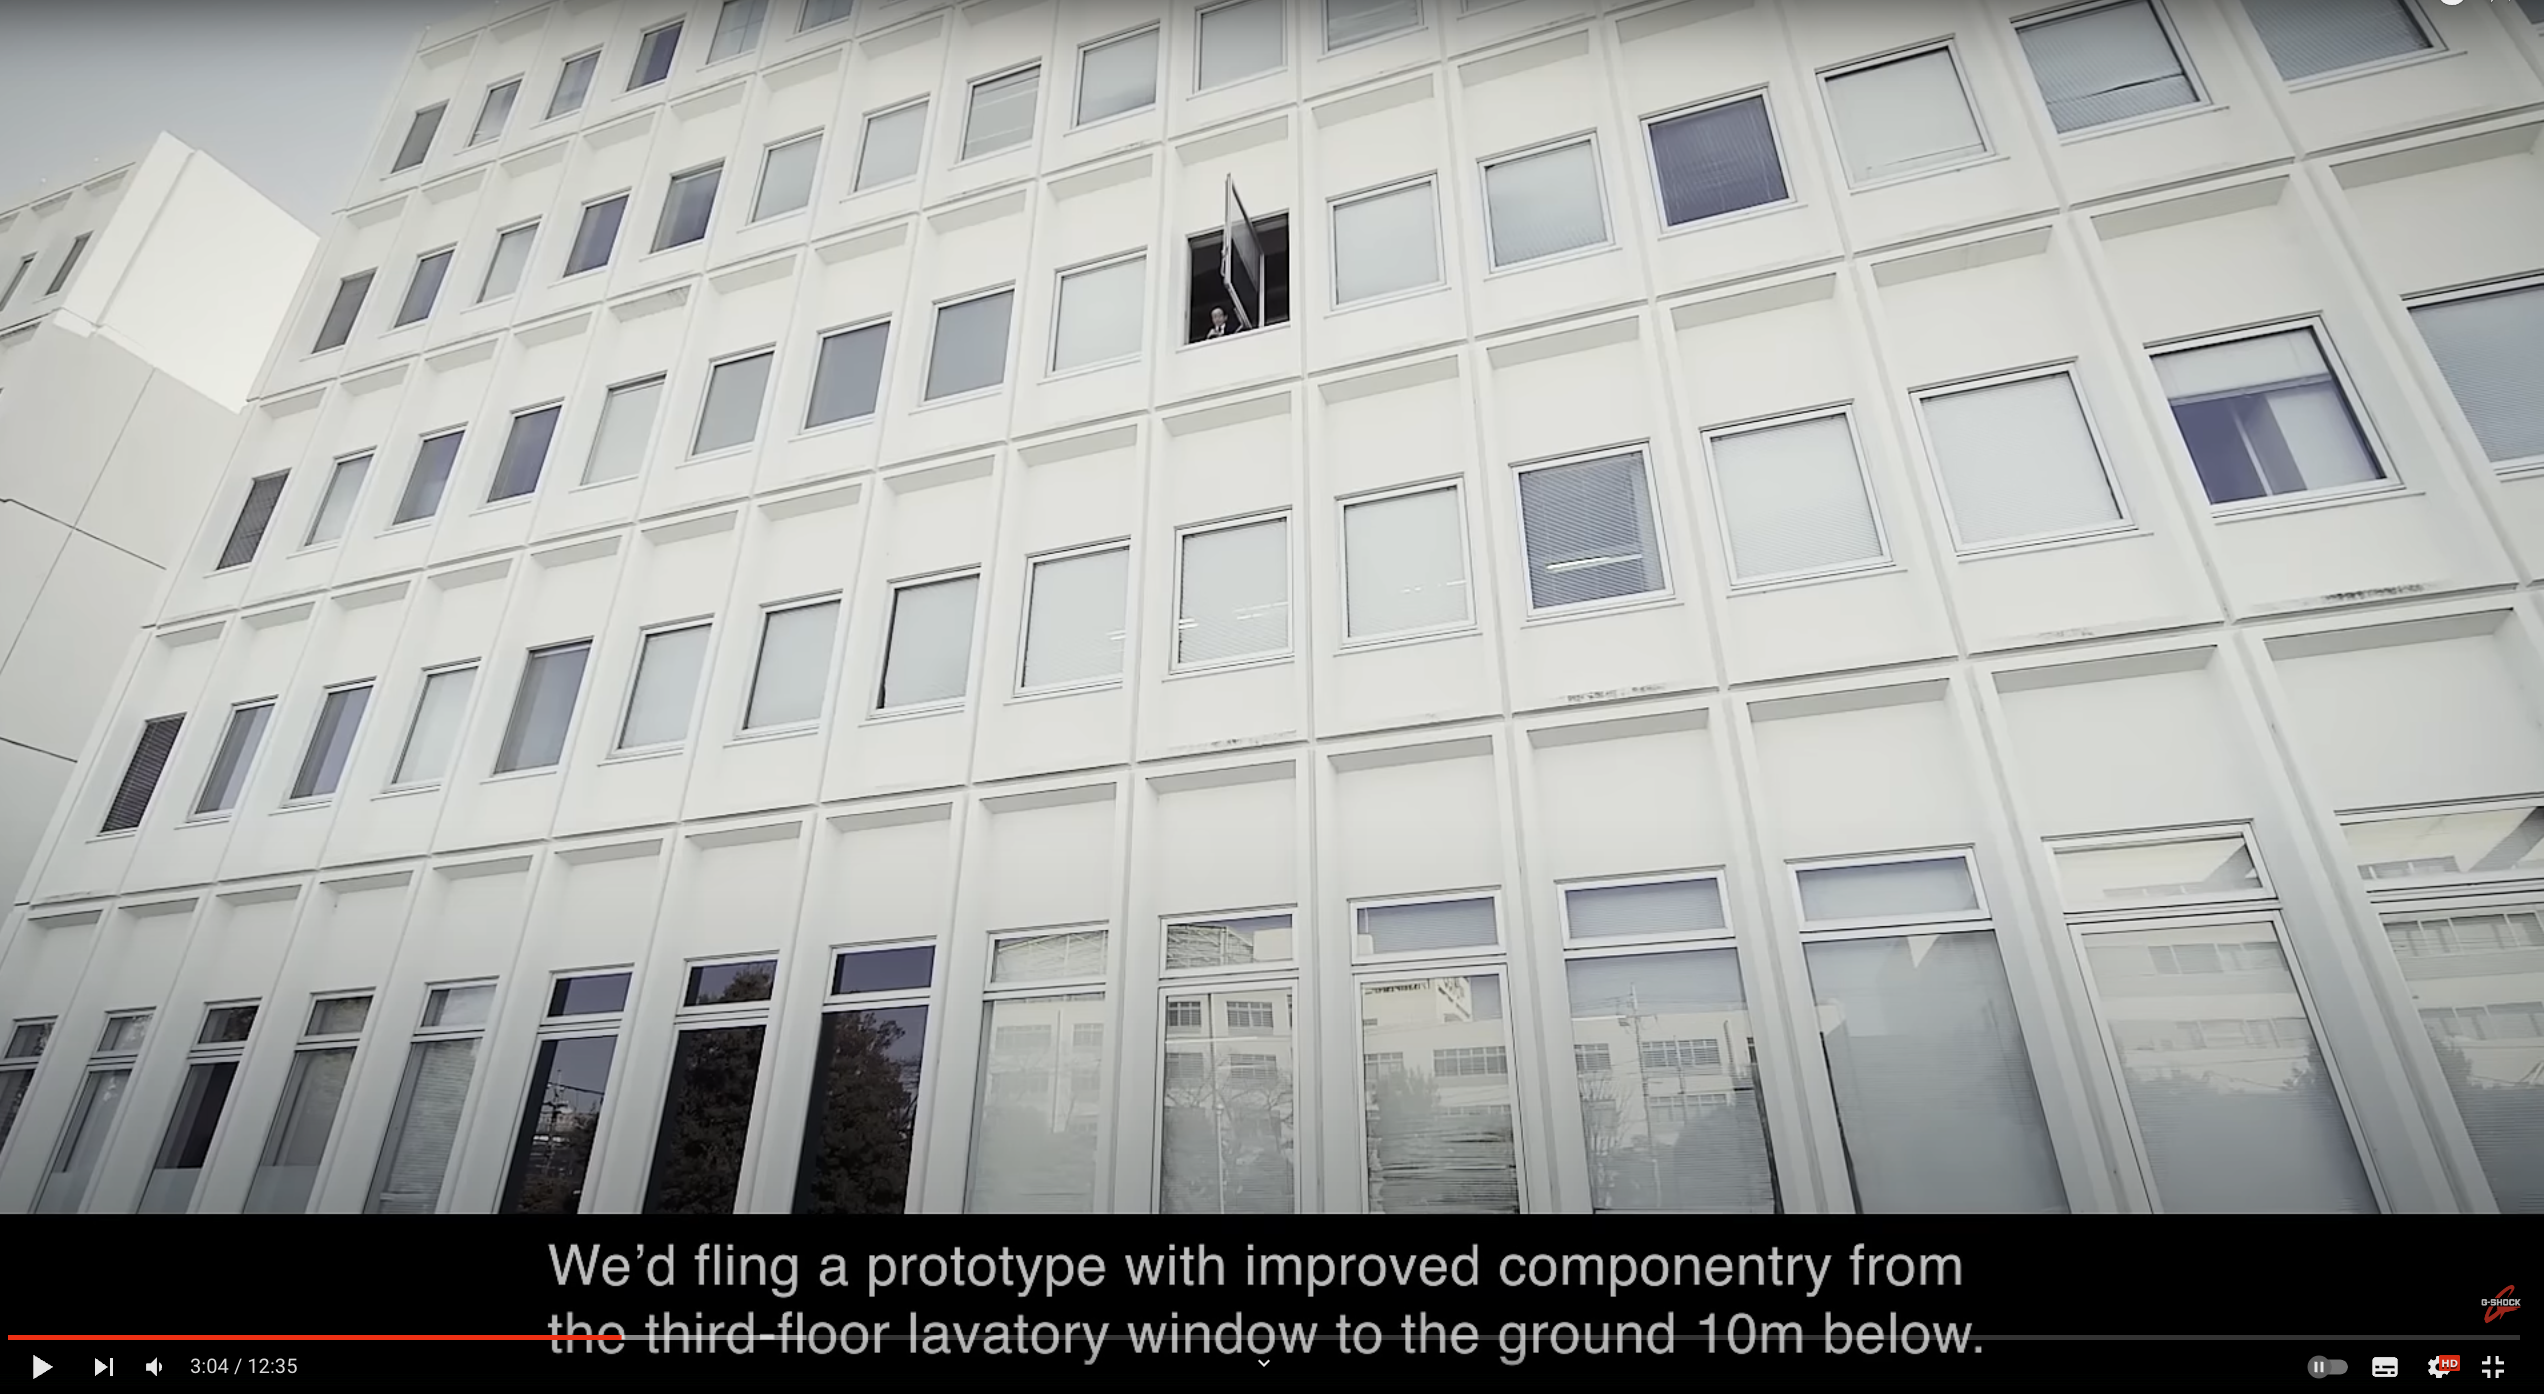 We’d fling a prototype with improved componentry from
the third-floor lavatory window to the ground 10m below.
G-SHOCK
3:04 / 12:35
HD